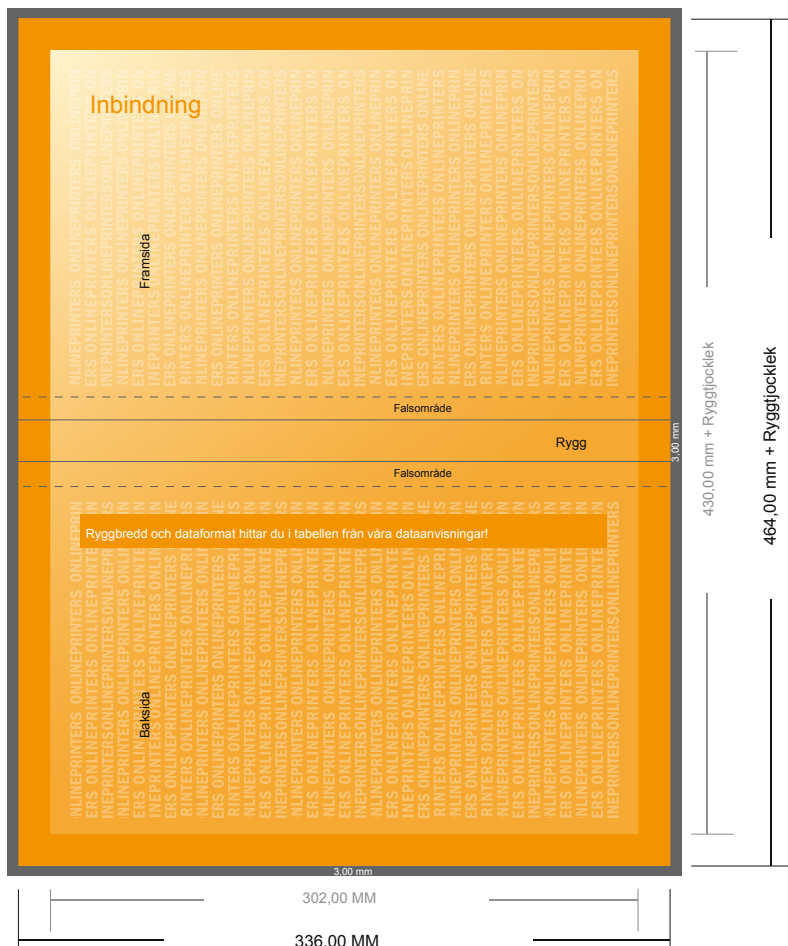 Inbindning
Framsida
Falsområde
Rygg
3,00 mm
Falsområde
Ryggbredd och dataformat hittar du i tabellen från våra dataanvisningar!
Baksida
3,00 mm
302,00 MM
336,00 MM
430,00 mm + Ryggtjocklek
464,00 mm + Ryggtjocklek